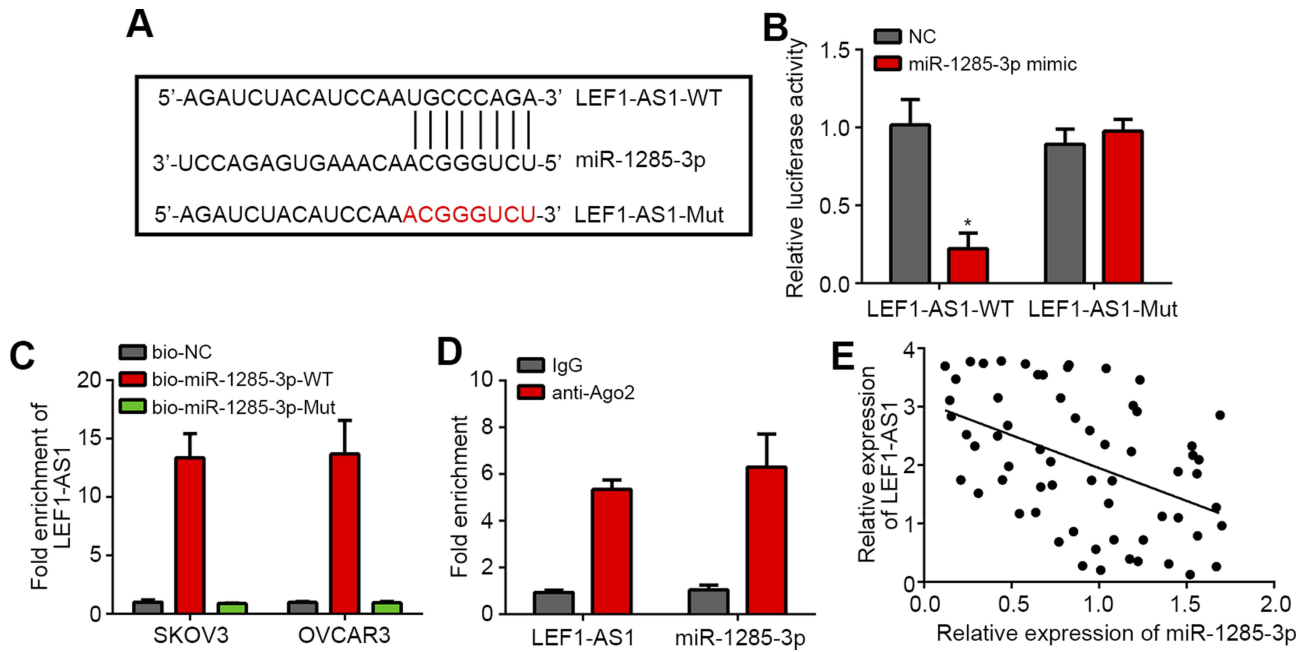 A
5'-AGAUCUACAUCCAAUGCCCAGA-3' LEF1-AS1-WT
3'-UCCAGAGUGAAACAACGGGUCU-5' miR-1285-3p
5'-AGAUCUACAUCCAAACGGGUCU-3' LEF1-AS1-Mut
B
NC
miR-1285-3p mimic
Relative luciferase activity
1.5
1.0
0.5
0.0
*
LEF1-AS1-WT LEF1-AS1-Mut
C
bio-NC
bio-miR-1285-3p-WT
bio-miR-1285-3p-Mut
Fold enrichment of
LEF1-AS1
20
15
10
5
0
SKOV3 OVCAR3
D
IgG
anti-Ago2
Fold enrichment
10
8
6
4
2
0
LEF1-AS1 miR-1285-3p
E
Relative expression
of LEF1-AS1
4
3
2
1
0
0.0 0.5 1.0 1.5 2.0
Relative expression of miR-1285-3p